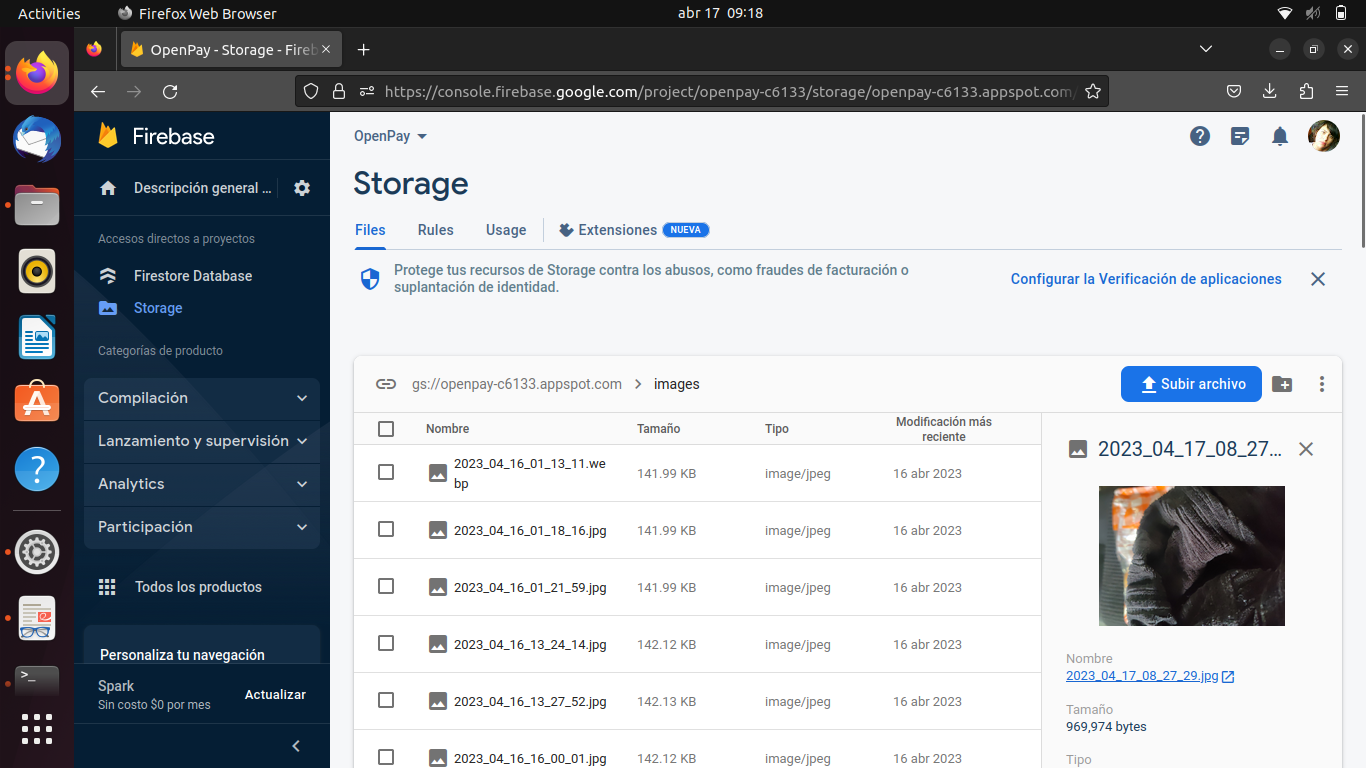 Activities
Firefox Web Browser
abr 17 09:18
OpenPay - Storage - Fireb
https://console.firebase.google.com/project/openpay-c6133/storage/openpay-c6133.appspot.com/
Firebase
Descripción general ...
Accesos directos a proyectos
Firestore Database
Storage
Categorías de producto
Compilación
Lanzamiento y supervisión
Analytics
Participación
Todos los productos
Personaliza tu navegación
Spark
Sin costo $0 por mes
Actualizar
OpenPay
Storage
Files
Rules
Usage
Extensiones
NUEVA
Protege tus recursos de Storage contra los abusos, como fraudes de facturación o
suplantación de identidad.
Configurar la Verificación de aplicaciones
gs://openpay-c6133.appspot.com
images
Subir archivo
Nombre
Tamaño
Tipo
Modificación más
reciente
2023_04_16_01_13_11.we
bp
141.99 KB
image/jpeg
16 abr 2023
2023_04_16_01_18_16.jpg
141.99 KB
image/jpeg
16 abr 2023
2023_04_16_01_21_59.jpg
141.99 KB
image/jpeg
16 abr 2023
2023_04_16_13_24_14.jpg
142.12 KB
image/jpeg
16 abr 2023
2023_04_16_13_27_52.jpg
142.13 KB
image/jpeg
16 abr 2023
2023_04_16_16_00_01.jpg
142.12 KB
image/jpeg
16 abr 2023
2023_04_17_08_27...
Nombre
2023_04_17_08_27_29.jpg
Tamaño
969,974 bytes
Tipo